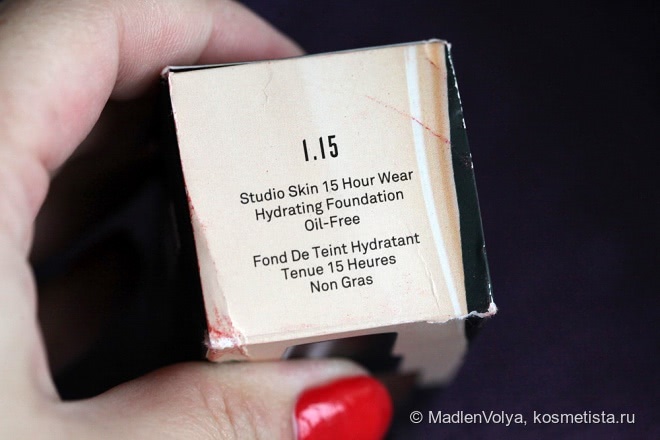 1.15
Studio Skin 15 Hour Wear
Hydrating Foundation
Oil-Free
Fond De Teint Hydratant
Tenue 15 Heures
Non Gras
© MadlenVolya, kosmetista.ru